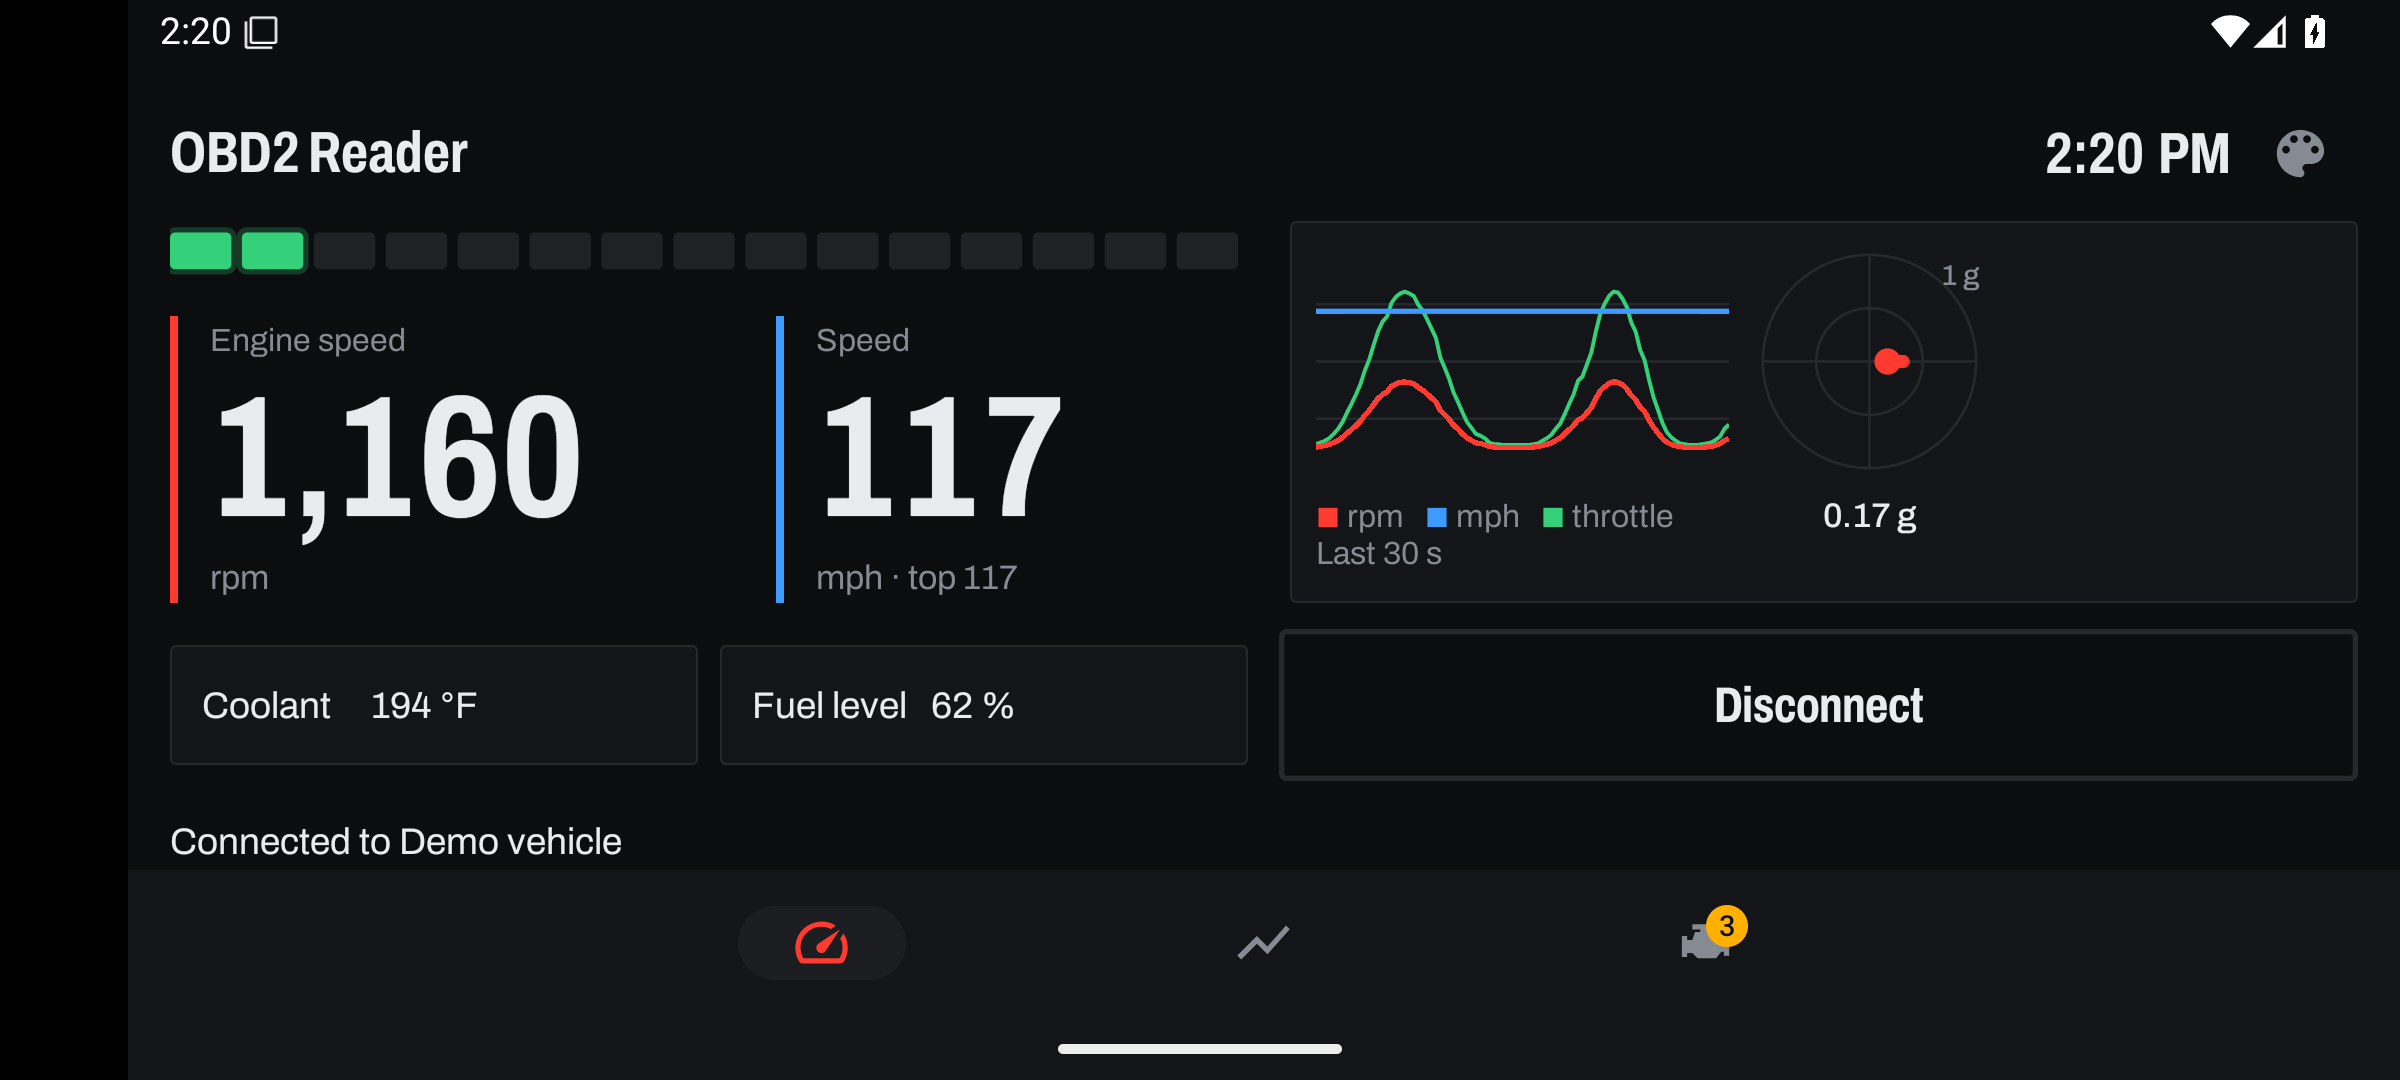 2:20
OBD2 Reader
2:20 PM
Engine speed
1,160
rpm
Speed
117
mph · top 117
1 g
rpm mph throttle
Last 30 s
0.17 g
Coolant 194 °F
Fuel level 62 %
Disconnect
Connected to Demo vehicle
3